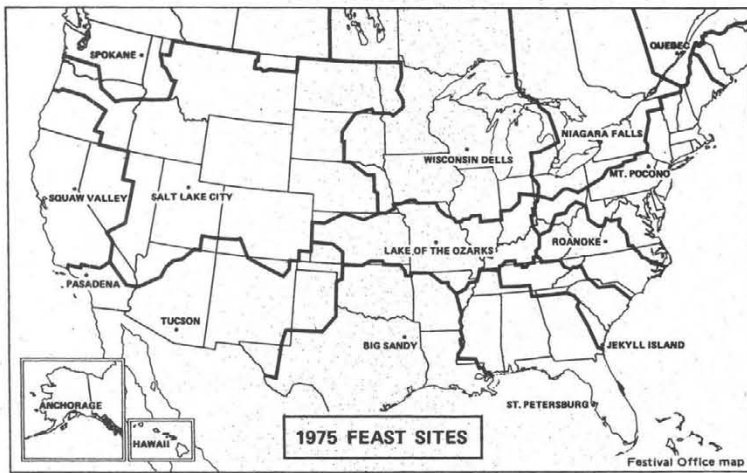 SPOKANE
QUEBEC
NIAGARA FALLS
WISCONSIN DELLS
MT. POCONO
SQUAW VALLEY
SALT LAKE CITY
ROANOKE
LAKE OF THE OZARKS
PASADENA
TUCSON
BIG SANDY
JEKYLL ISLAND
ANCHORAGE
ST. PETERSBURG
HAWAII
1975 FEAST SITES
Festival Office map